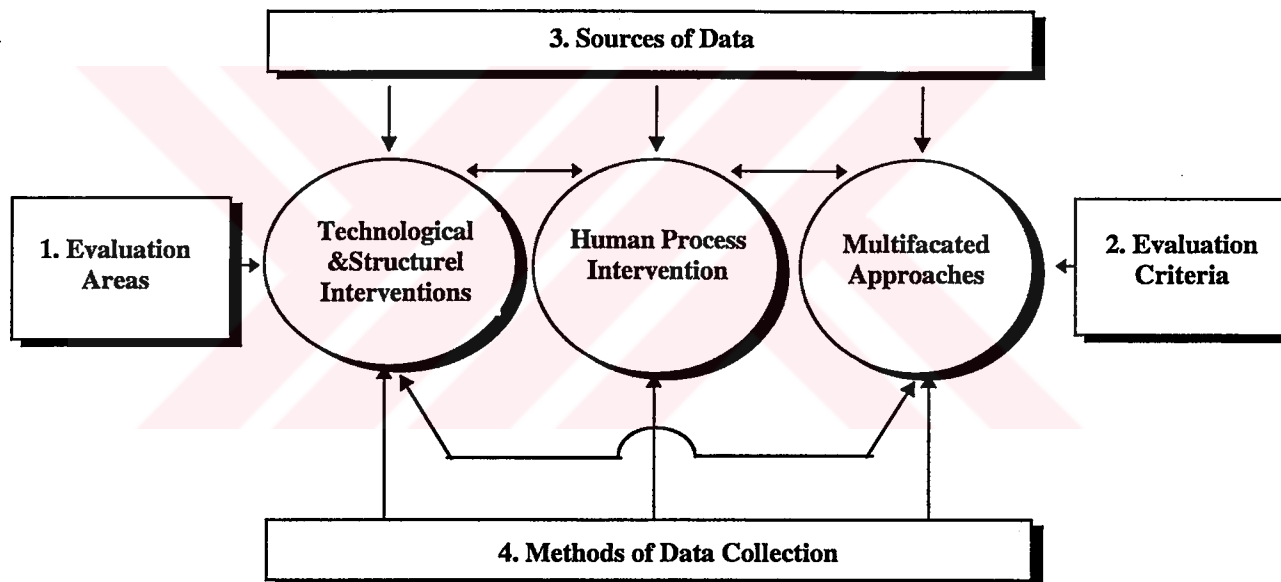 3. Sources of Data
1. Evaluation
Areas
Technological
&Structurel
Interventions
Human Process
Intervention
Multifacated
Approaches
2. Evaluation
Criteria
4. Methods of Data Collection